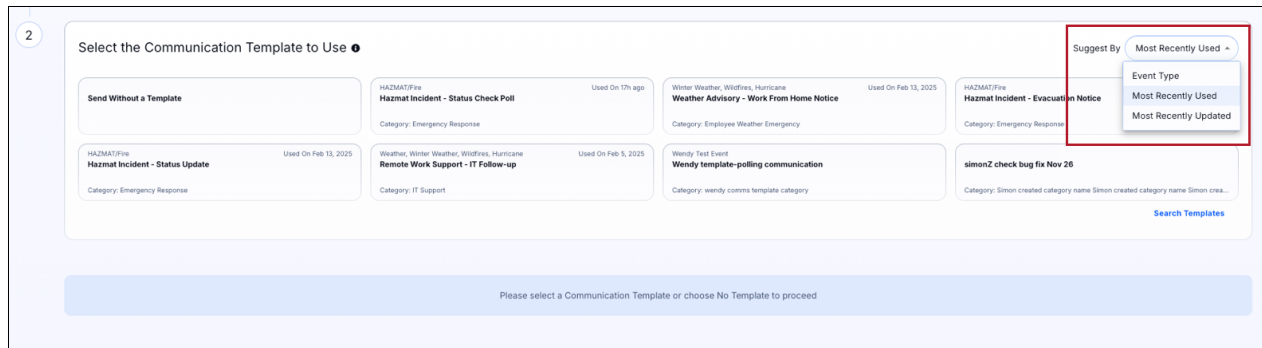 2
Select the Communication Template to Use
Suggest By
Most Recently Used
Event Type
Most Recently Used
Most Recently Updated
Send Without a Template
HAZMAT/Fire
Used On 17h ago
Hazmat Incident - Status Check Poll
Category: Emergency Response
Winter Weather, Wildfires, Hurricane
Used On Feb 13, 2025
Weather Advisory - Work From Home Notice
Category: Employee Weather Emergency
HAZMAT/Fire
Hazmat Incident - Evacuation Notice
Category: Emergency Response
HAZMAT/Fire
Used On Feb 13, 2025
Hazmat Incident - Status Update
Category: Emergency Response
Weather, Winter Weather, Wildfires, Hurricane
Used On Feb 5, 2025
Remote Work Support - IT Follow-up
Category: IT Support
Wendy Test Event
Wendy template-polling communication
Category: wendy comms template category
simonZ check bug fix Nov 26
Category: Simon created category name Simon created category name Simon crea...
Search Templates
Please select a Communication Template or choose No Template to proceed